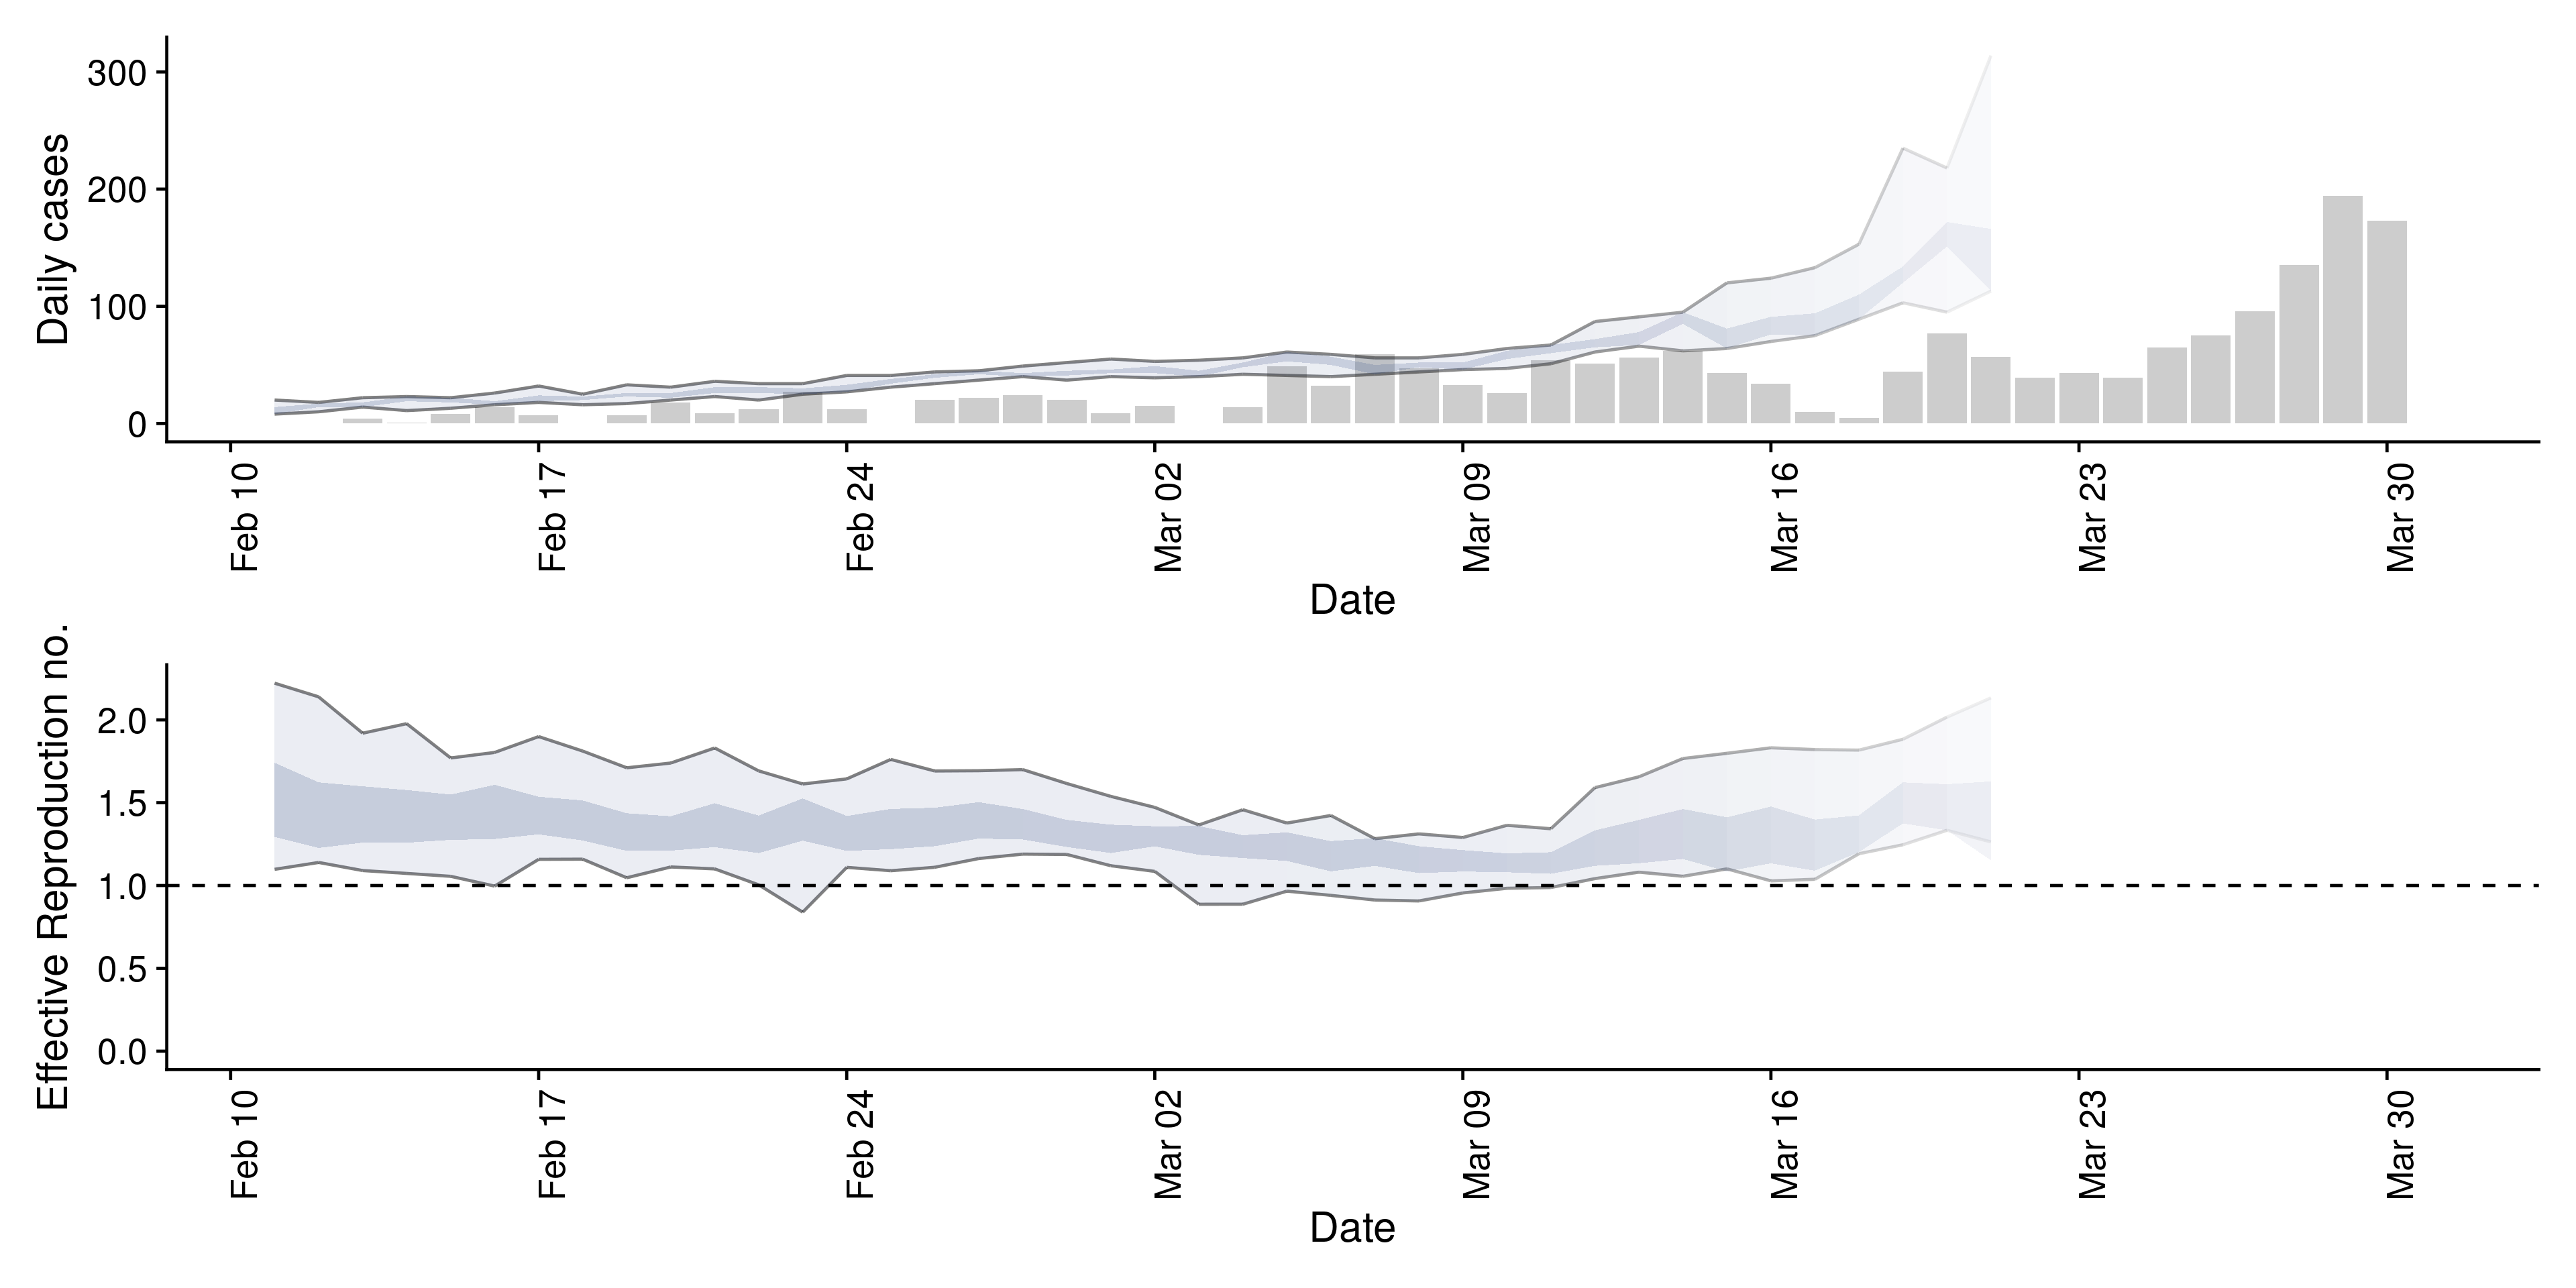 Daily cases
300
200
100
0
Feb 10
Feb 17
Feb 24
Mar 02
Mar 09
Mar 16
Mar 23
Mar 30
Date
Effective Reproduction no.
2.0
1.5
1.0
0.5
0.0
Feb 10
Feb 17
Feb 24
Mar 02
Mar 09
Mar 16
Mar 23
Mar 30
Date